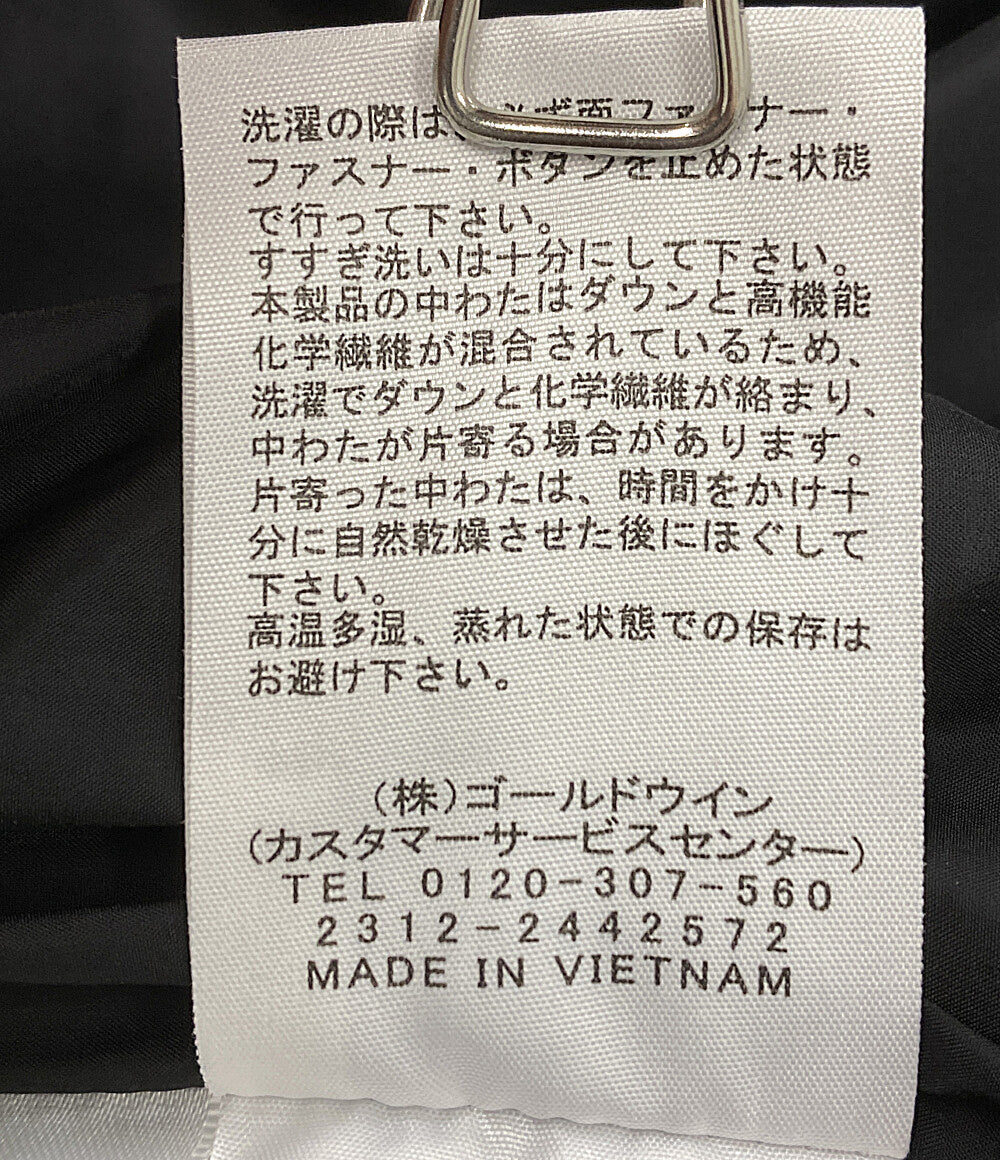 洗濯の際は、必ず面ファスナー・
ファスナー・ボタンを止めた状態
で行って下さい。
すすぎ洗いは十分にして下さい。
本製品の中わたはダウンと高機能
化学繊維が混合されているため、
洗濯でダウンと化学繊維が絡まり、
中わたが片寄る場合があります。
片寄った中わたは、時間をかけ十
分に自然乾燥させた後にほぐして
下さい。
高温多湿、蒸れた状態での保存は
お避け下さい。
(株)ゴールドウイン
(カスタマーサービスセンター)
TEL 0120-307-560
2312-2442572
MADE IN VIETNAM